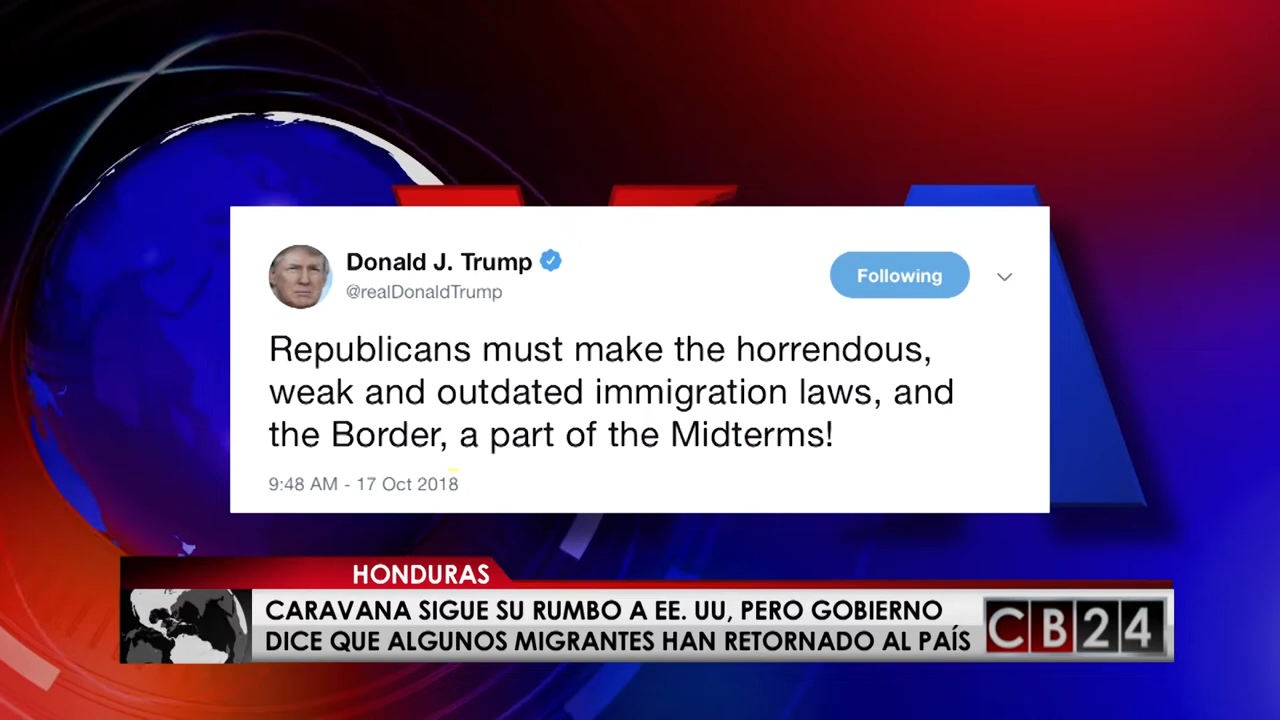 Donald J. Trump
@realDonaldTrump
Following
Republicans must make the horrendous,
weak and outdated immigration laws, and
the Border, a part of the Midterms!
9:48 AM - 17 Oct 2018
HONDURAS
CARAVANA SIGUE SU RUMBO A EE. UU, PERO GOBIERNO
DICE QUE ALGUNOS MIGRANTES HAN RETORNADO AL PAÍS
CB24